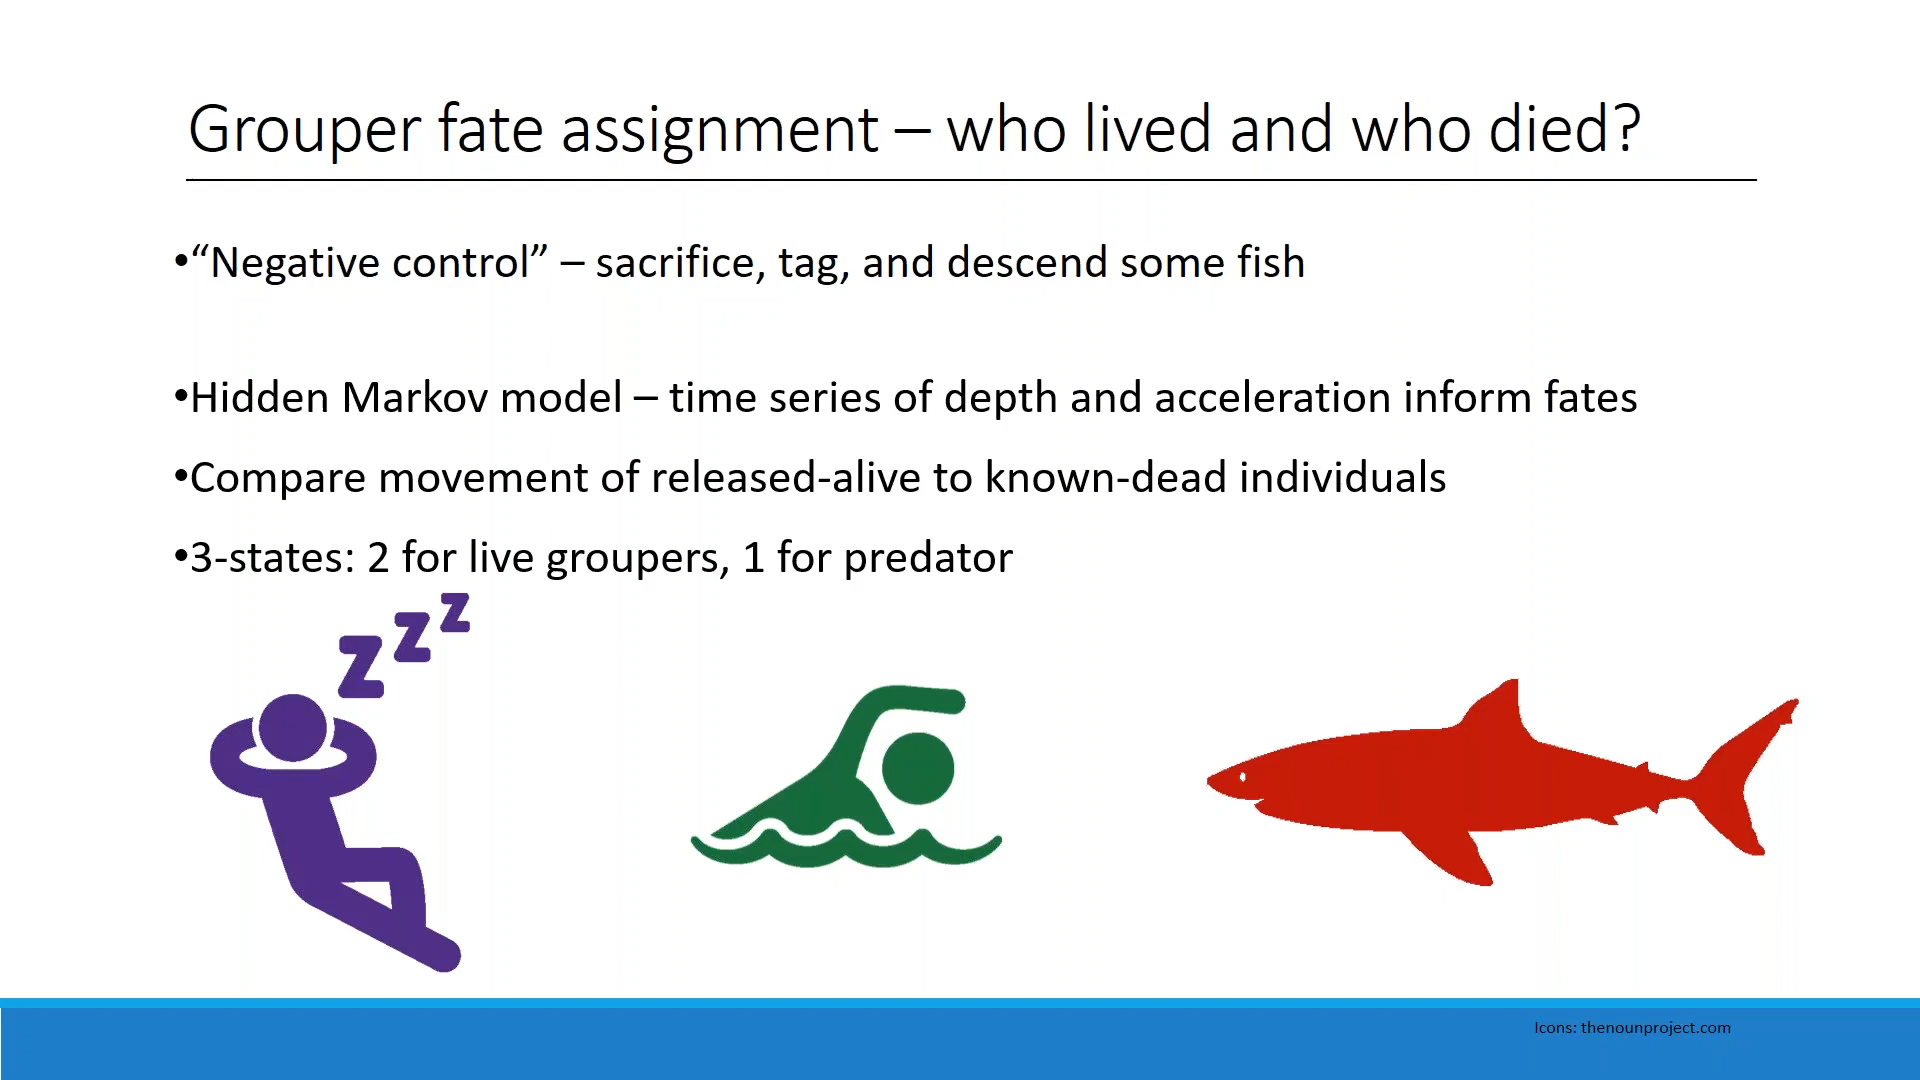 Grouper fate assignment – who lived and who died?
•“Negative control” – sacrifice, tag, and descend some fish
•Hidden Markov model – time series of depth and acceleration inform fates
•Compare movement of released-alive to known-dead individuals
•3-states: 2 for live groupers, 1 for predator
z z z
Icons: thenounproject.com